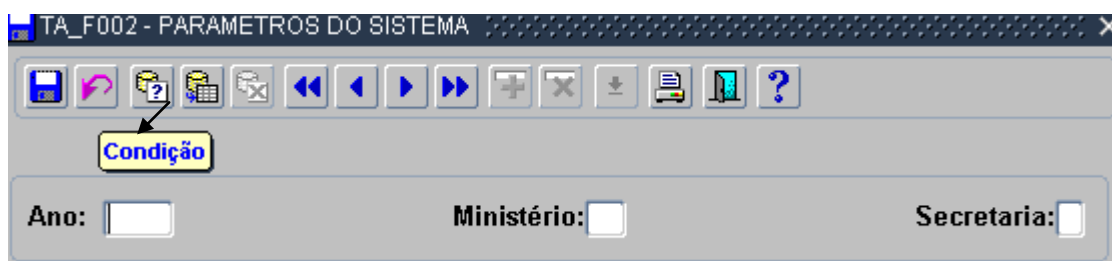 TA_F002 - PARAMETROS DO SISTEMA
?
Condição
Ano: Ministério: Secretaria: